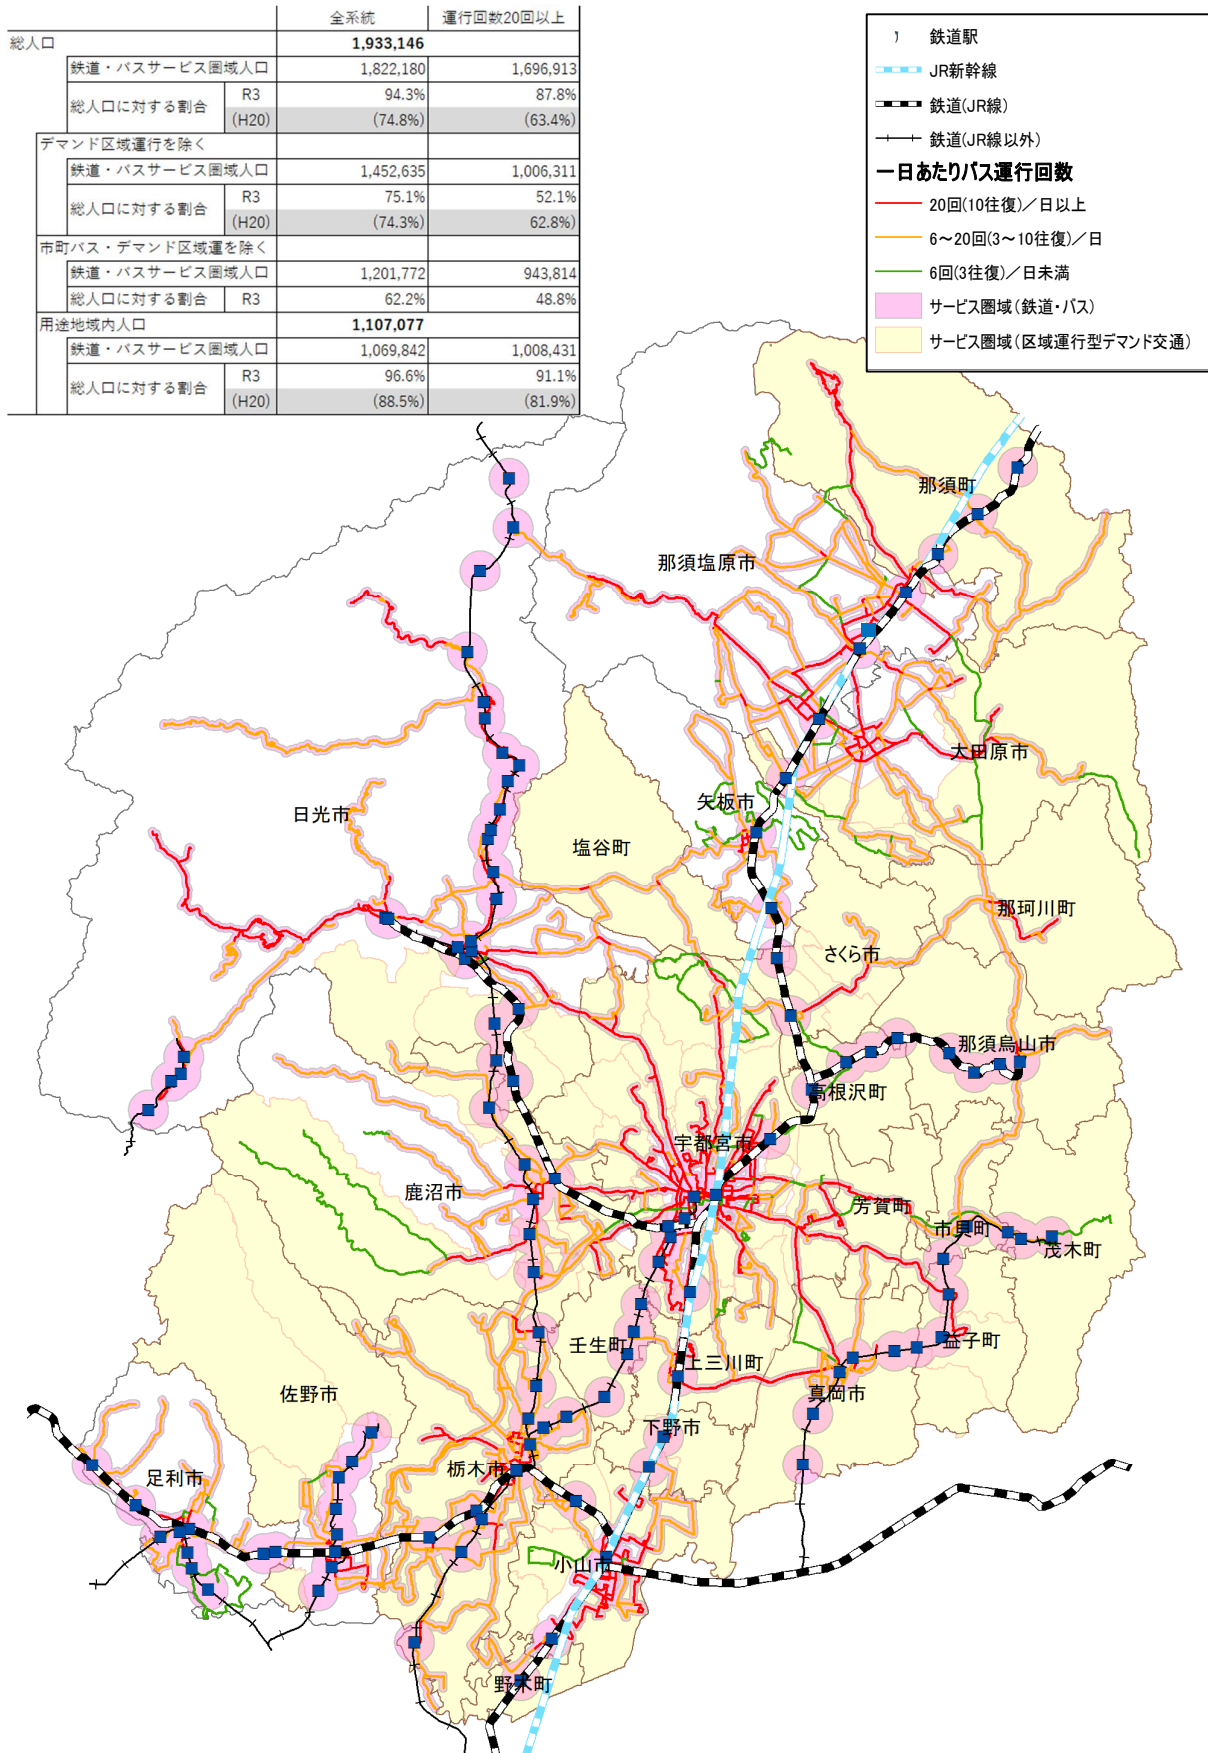 全系統 運行回数20回以上
総人口 1,933,146
鉄道・バスサービス圏域人口 1,822,180 1,696,913
総人口に対する割合 R3 94.3% 87.8%
(H20) (74.8%) (63.4%)
デマンド区域運行を除く
鉄道・バスサービス圏域人口 1,452,635 1,006,311
総人口に対する割合 R3 75.1% 52.1%
(H20) (74.3%) 62.8%)
市町バス・デマンド区域運を除く
鉄道・バスサービス圏域人口 1,201,772 943,814
総人口に対する割合 R3 62.2% 48.8%
用途地域内人口 1,107,077
鉄道・バスサービス圏域人口 1,069,842 1,008,431
総人口に対する割合 R3 96.6% 91.1%
(H20) (88.5%) (81.9%)
鉄道駅
JR新幹線
鉄道(JR線)
鉄道(JR線以外)
一日あたりバス運行回数
20回(10往復)/日以上
6~20回(3~10往復)/日
6回(3往復)/日未満
サービス圏域(鉄道・バス)
サービス圏域(区域運行型デマンド交通)
那須町
那須塩原市
大田原市
矢板市
日光市
塩谷町
那珂川町
さくら市
那須烏山市
高根沢町
宇都宮市
鹿沼市
芳賀町
市貝町
茂木町
壬生町
益子町
上三川町
佐野市
真岡市
下野市
足利市
栃木市
小山市
野木町